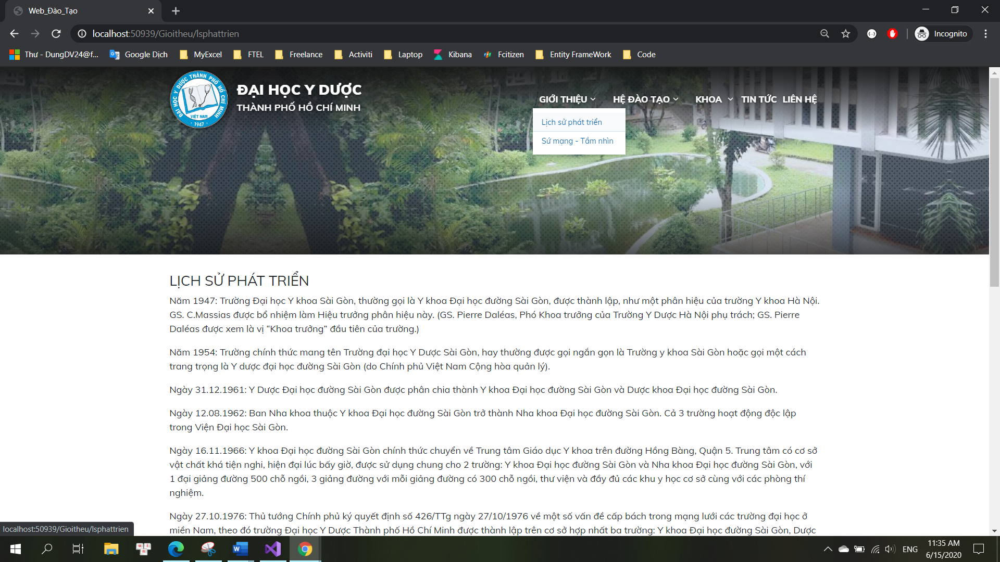 Web_Đào_Tạo
localhost:50939/Gioitheu/lsphattrien
Incognito
Thư - DungDV24@f...
Google Dịch
MyExcel
FTEL
Freelance
Activiti
Laptop
Kibana
Fcitizen
Entity FrameWork
Code
ĐẠI HỌC Y DƯỢC THÀNH PHỐ HỒ CHÍ MINH
VIỆT NAM
· 1947 ·
ĐẠI HỌC Y DƯỢC
THÀNH PHỐ HỒ CHÍ MINH
GIỚI THIỆU HỆ ĐÀO TẠO KHOA TIN TỨC LIÊN HỆ
Lịch sử phát triển
Sứ mạng - Tầm nhìn
LỊCH SỬ PHÁT TRIỂN
Năm 1947: Trường Đại học Y khoa Sài Gòn, thường gọi là Y khoa Đại học đường Sài Gòn, được thành lập, như một phân hiệu của trường Y khoa Hà Nội.
GS. C.Massias được bổ nhiệm làm Hiệu trưởng phân hiệu này. (GS. Pierre Daléas, Phó Khoa trưởng của Trường Y Dược Hà Nội phụ trách; GS. Pierre
Daléas được xem là vị “Khoa trưởng” đầu tiên của trường.)
Năm 1954: Trường chính thức mang tên Trường đại học Y Dược Sài Gòn, hay thường được gọi ngắn gọn là Trường y khoa Sài Gòn hoặc gọi một cách
trang trọng là Y dược đại học đường Sài Gòn (do Chính phủ Việt Nam Cộng hòa quản lý).
Ngày 31.12.1961: Y Dược Đại học đường Sài Gòn được phân chia thành Y khoa Đại học đường Sài Gòn và Dược khoa Đại học đường Sài Gòn.
Ngày 12.08.1962: Ban Nha khoa thuộc Y khoa Đại học đường Sài Gòn trở thành Nha khoa Đại học đường Sài Gòn. Cả 3 trường hoạt động độc lập
trong Viện Đại học Sài Gòn.
Ngày 16.11.1966: Y khoa Đại học đường Sài Gòn chính thức chuyển về Trung tâm Giáo dục Y khoa trên đường Hồng Bàng, Quận 5. Trung tâm có cơ sở
vật chất khá tiện nghi, hiện đại lúc bấy giờ, được sử dụng chung cho 2 trường: Y khoa Đại học đường Sài Gòn và Nha khoa Đại học đường Sài Gòn, với
1 đại giảng đường 500 chỗ ngồi, 3 giảng đường với mỗi giảng đường có 300 chỗ ngồi, thư viện và đầy đủ các khu y học cơ sở cùng với các phòng thí
nghiệm.
Ngày 27.10.1976: Thủ tướng Chính phủ ký quyết định số 426/TTg ngày 27/10/1976 về một số vấn đề cấp bách trong mạng lưới các trường đại học ở
miền Nam, theo đó trường Đại học Y Dược Thành phố Hồ Chí Minh được thành lập trên cơ sở hợp nhất ba trường: Y khoa Đại học đường Sài Gòn, Dược
localhost:50939/Gioitheu/lsphattrien
ENG
11:35 AM
6/15/2020